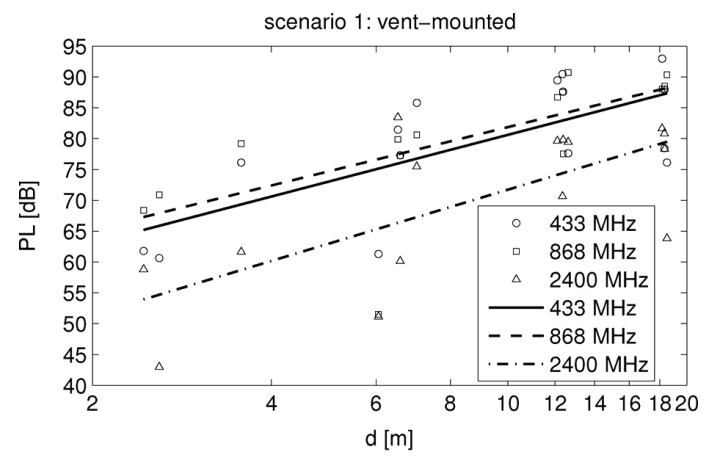 scenario 1: vent−mounted
95
90
85
80
75
70
65
60
55
50
45
40
PL [dB]
433 MHz
868 MHz
2400 MHz
433 MHz
868 MHz
2400 MHz
2 4 6 8 10 12 14 16 18 20
d [m]